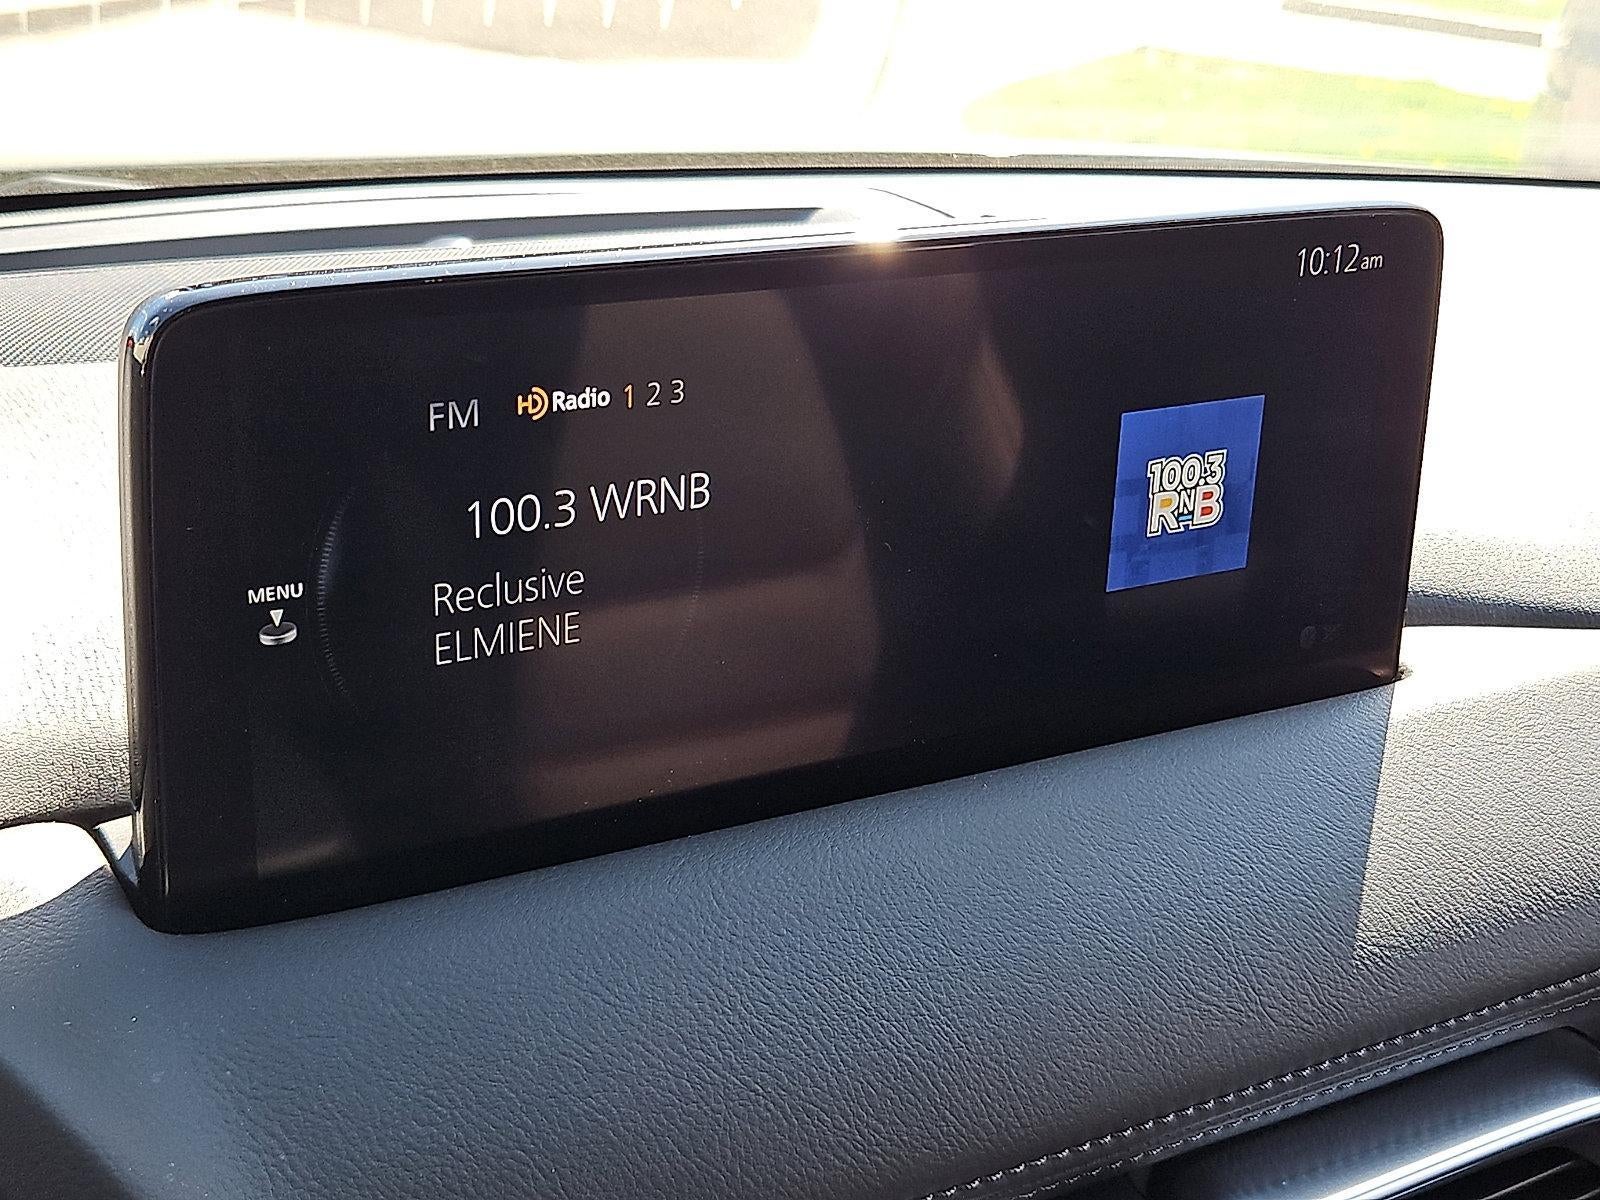 10:12am
FM HD Radio 1 2 3
100.3 WRNB
100.3
RNB
MENU
Reclusive
ELMIENE